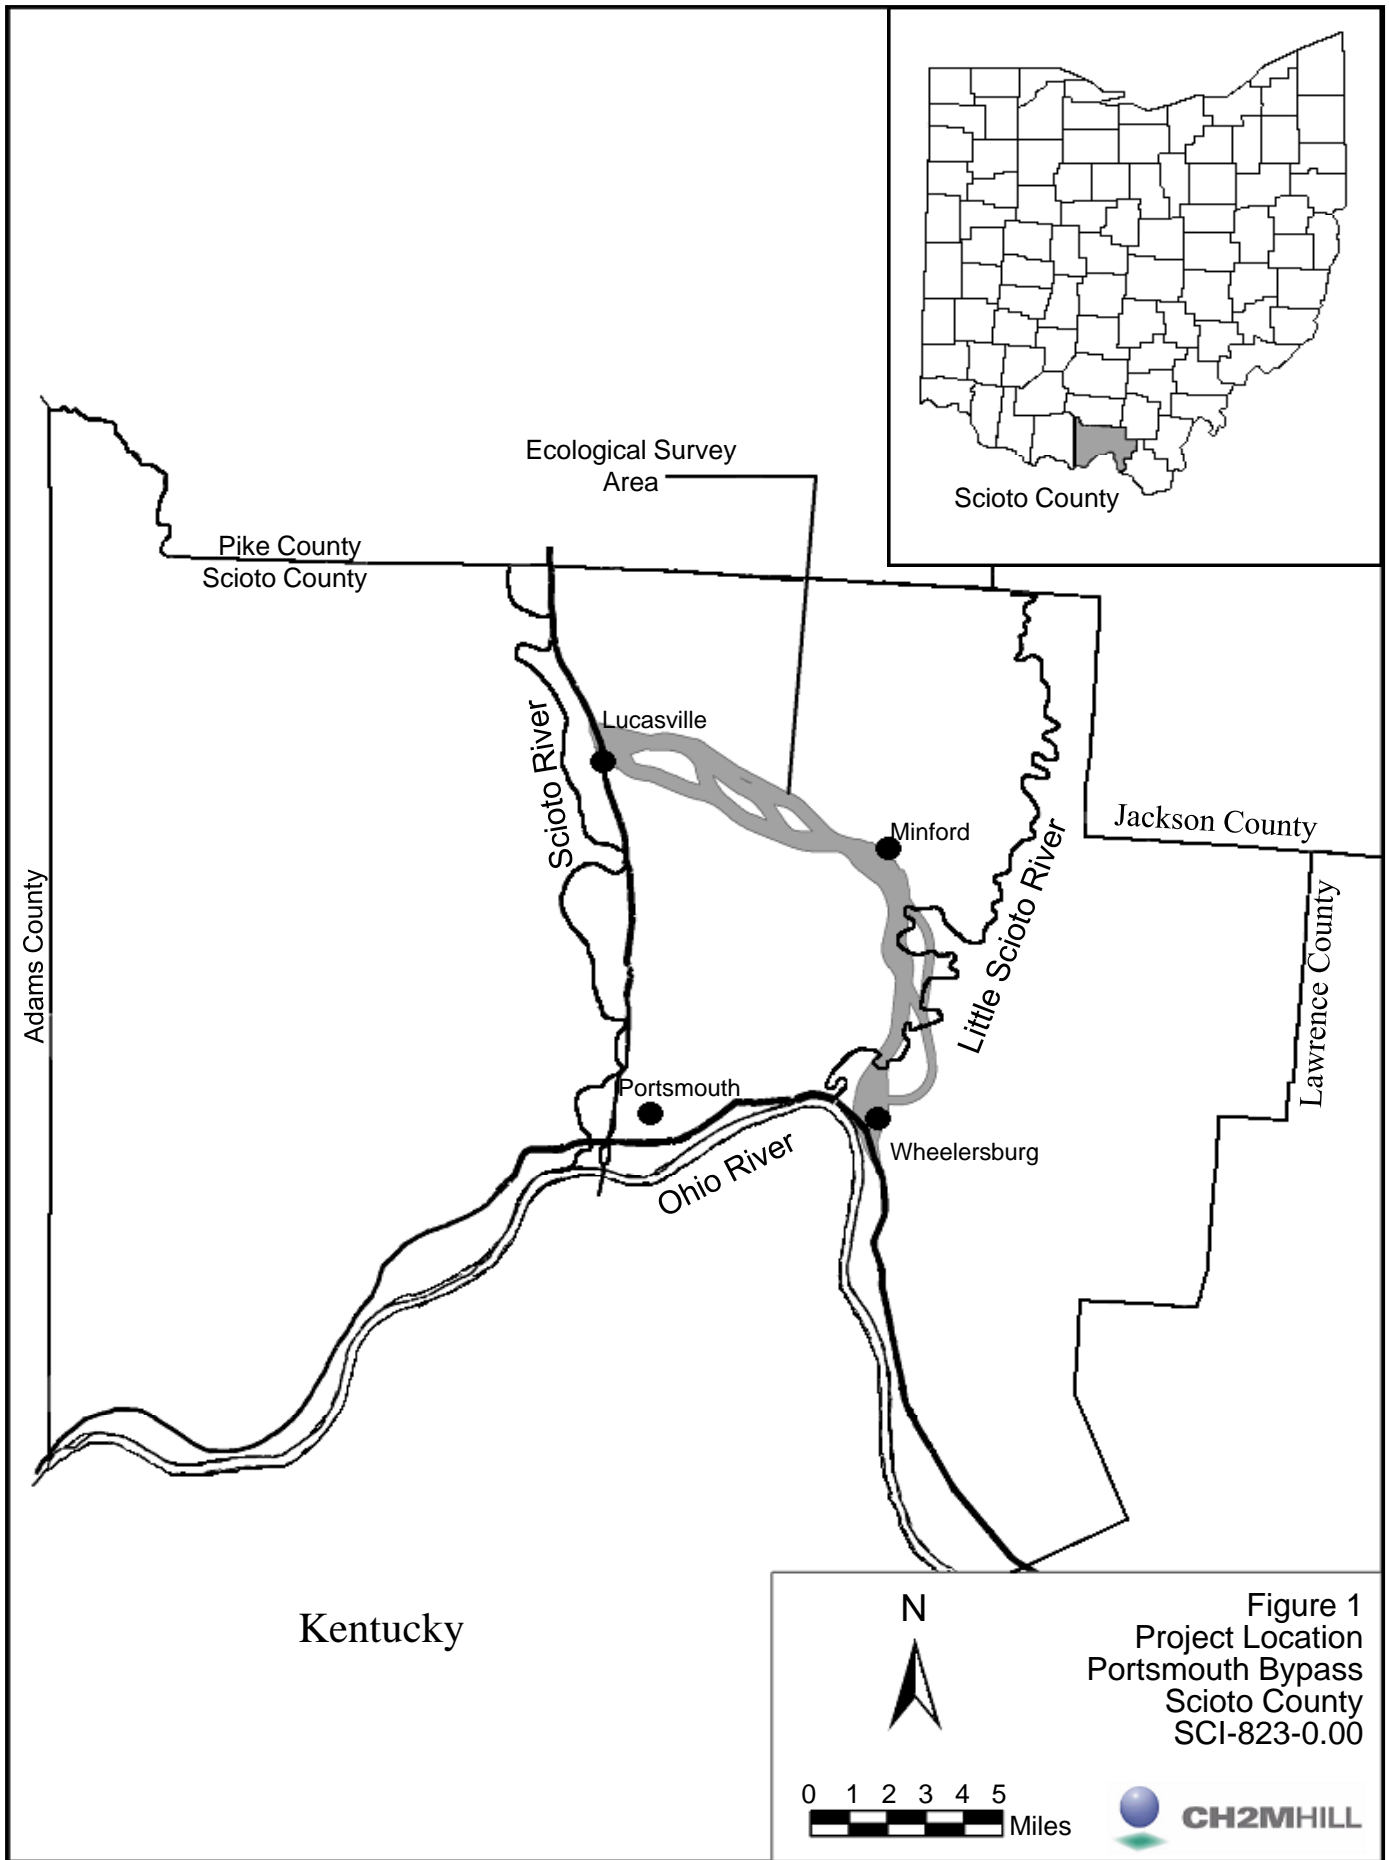 Scioto County
Ecological Survey
Area
Pike County
Scioto County
Lucasville
Scioto River
Minford
Jackson County
Little Scioto River
Adams County
Lawrence County
Portsmouth
Wheelersburg
Ohio River
Kentucky
N
Figure 1
Project Location
Portsmouth Bypass
Scioto County
SCI-823-0.00
0 1 2 3 4 5
Miles
CH2MHILL